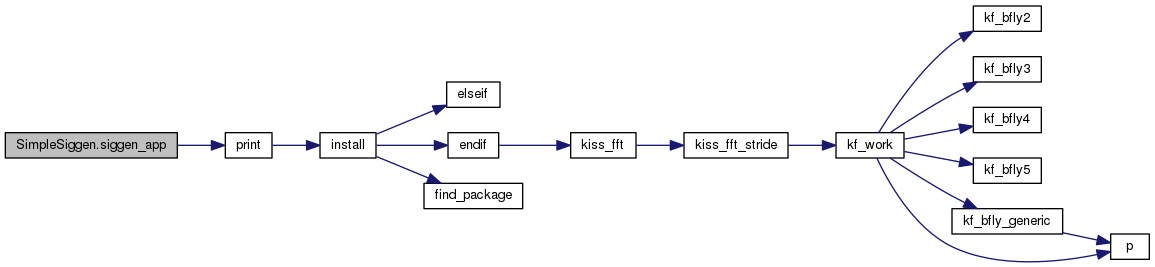 SimpleSiggen.siggen_app
print
install
elseif
endif
find_package
kiss_fft
kiss_fft_stride
kf_work
kf_bfly2
kf_bfly3
kf_bfly4
kf_bfly5
kf_bfly_generic
p